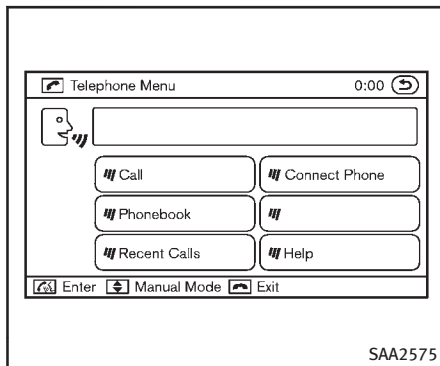 Telephone Menu 0:00
Call Connect Phone
Phonebook
Recent Calls Help
Enter Manual Mode Exit
SAA2575